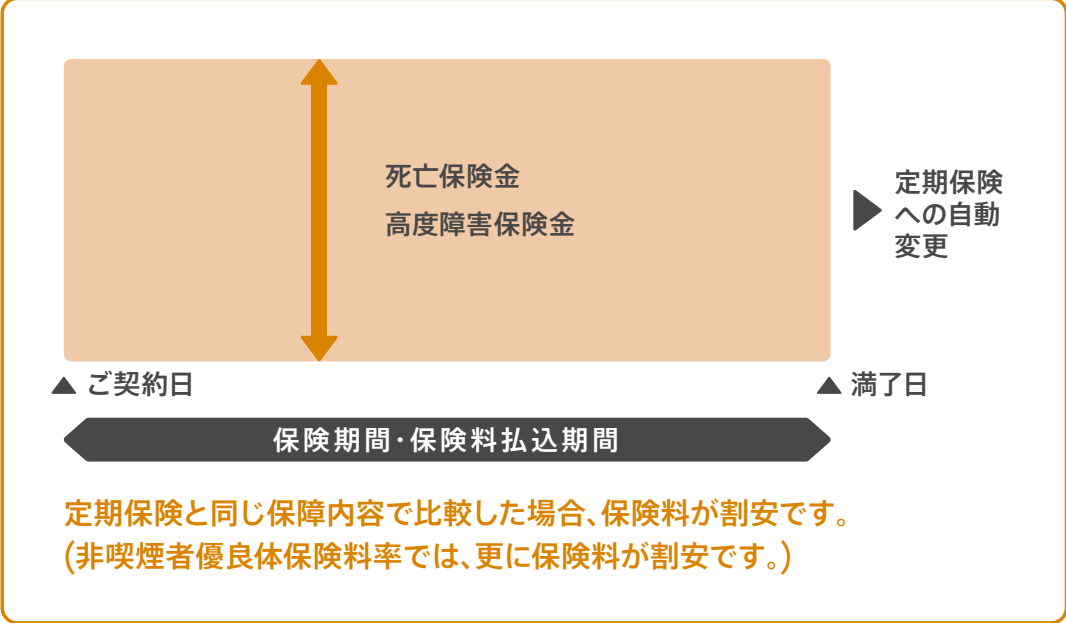 死亡保険金
高度障害保険金
定期保険
への自動
変更
▲ ご契約日
▲ 満了日
保険期間・保険料払込期間
定期保険と同じ保障内容で比較した場合、保険料が割安です。
(非喫煙者優良体保険料率では、更に保険料が割安です。)